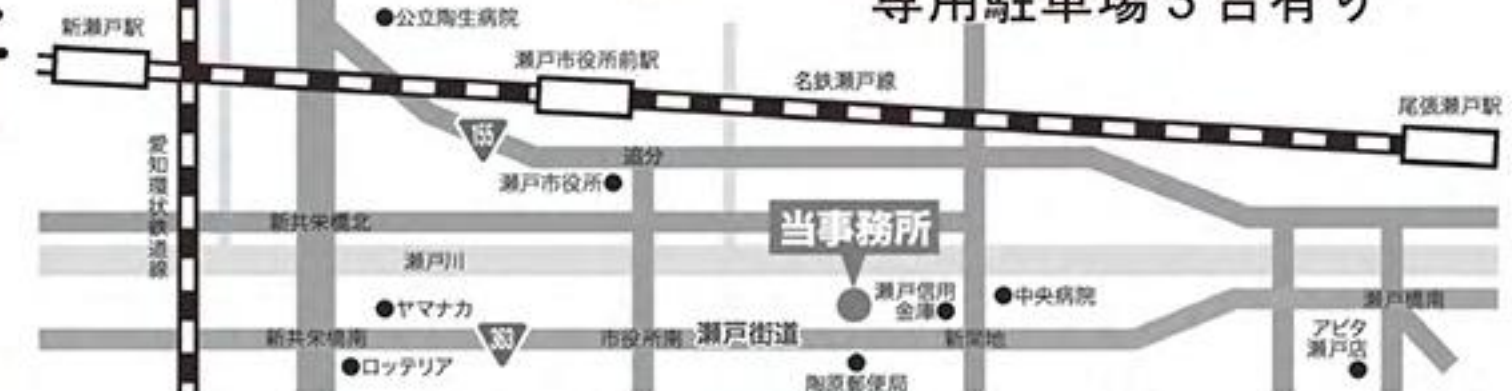 専用駐車場3台有り
新瀬戸駅
公立陶生病院
瀬戸市役所前駅
名鉄瀬戸線
尾張瀬戸駅
愛知環状鉄道線
155
追分
瀬戸市役所
新共栄橋北
当事務所
瀬戸川
ヤマナカ
瀬戸信用
金庫
中央病院
瀬戸橋南
新共栄橋南
363
市役所南
瀬戸街道
新開地
アピタ
瀬戸店
ロッテリア
陶原郵便局